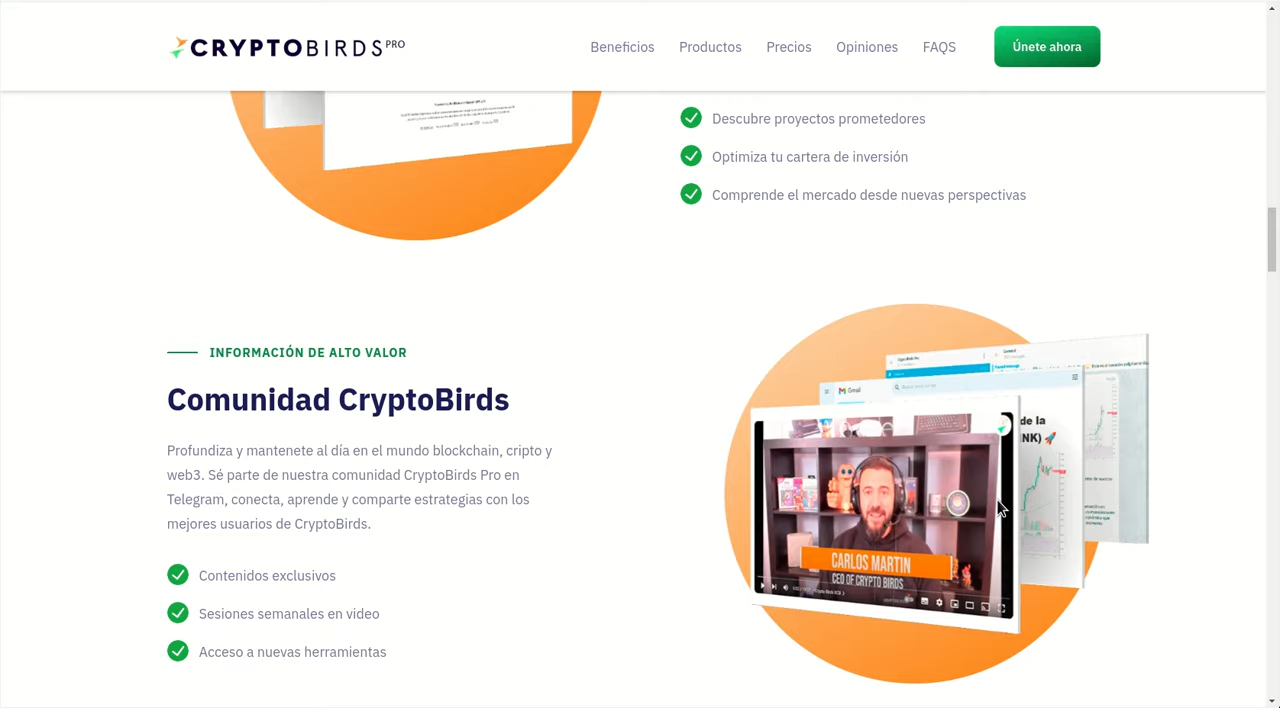 CRYPTOBIRDS PRO
Beneficios
Productos
Precios
Opiniones
FAQS
Únete ahora
Descubre proyectos prometedores
Optimiza tu cartera de inversión
Comprende el mercado desde nuevas perspectivas
INFORMACIÓN DE ALTO VALOR
Comunidad CryptoBirds
Profundiza y mantenete al día en el mundo blockchain, cripto y
web3. Sé parte de nuestra comunidad CryptoBirds Pro en
Telegram, conecta, aprende y comparte estrategias con los
mejores usuarios de CryptoBirds.
Contenidos exclusivos
Sesiones semanales en video
Acceso a nuevas herramientas
Gmail
de la
NK) 🚀
CARLOS MARTIN
CEO OF CRYPTO BIRDS